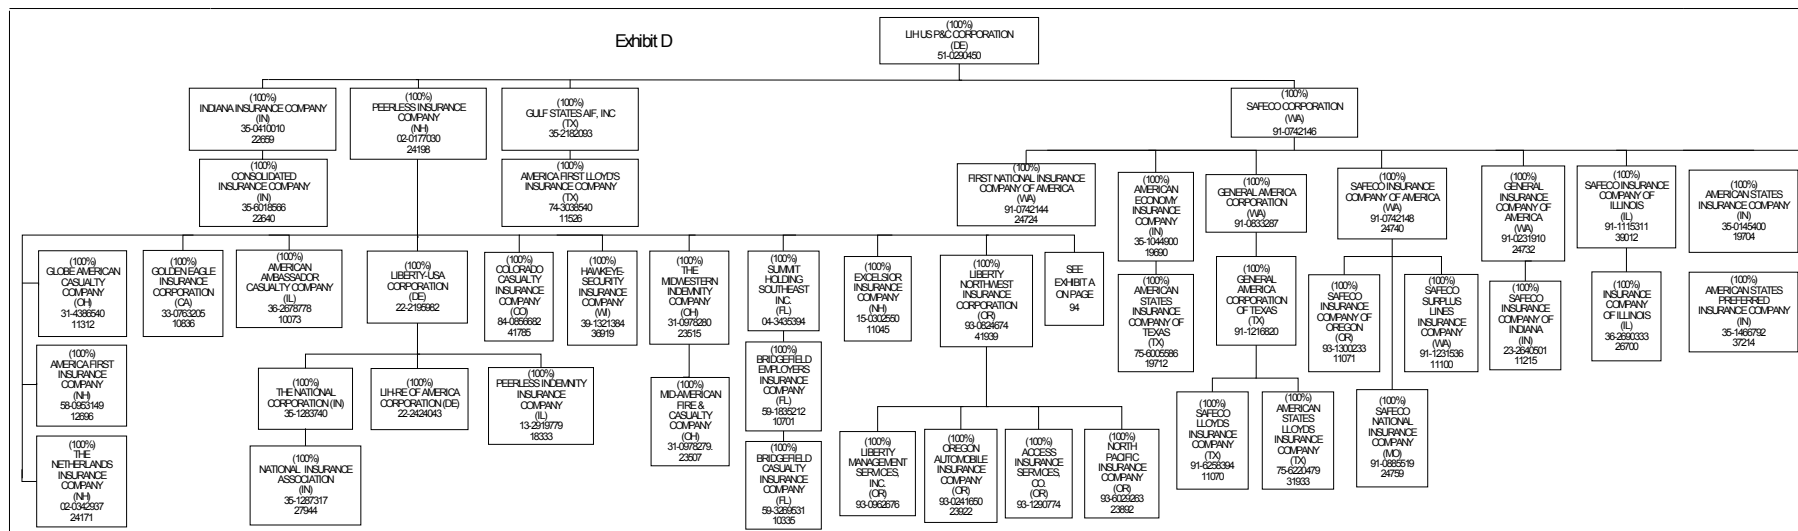 Exhibit D
(100%)
LIH US P&C CORPORATION
(DE)
51-0290450
(100%)
INDIANA INSURANCE COMPANY
(IN)
35-0410010
22659
(100%)
PEERLESS INSURANCE
COMPANY
(NH)
02-0177030
24198
(100%)
GULF STATES AIF, INC
(TX)
35-2182093
(100%)
SAFECO CORPORATION
(WA)
91-0742146
(100%)
CONSOLIDATED
INSURANCE COMPANY
(IN)
35-6018566
22640
(100%)
AMERICA FIRST LLOYD'S
INSURANCE COMPANY
(TX)
74-3038540
11526
(100%)
FIRST NATIONAL INSURANCE
COMPANY OF AMERICA
(WA)
91-0742144
24724
(100%)
AMERICAN
ECONOMY
INSURANCE
COMPANY
(IN)
35-1044900
19690
(100%)
GENERAL AMERICA
CORPORATION
(WA)
91-0833287
(100%)
SAFECO INSURANCE
COMPANY OF AMERICA
(WA)
91-0742148
24740
(100%)
GENERAL
INSURANCE
COMPANY OF
AMERICA
(WA)
91-0231910
24732
(100%)
SAFECO INSURANCE
COMPANY OF
ILLINOIS
(IL)
91-1115311
39012
(100%)
AMERICAN STATES
INSURANCE COMPANY
(IN)
35-0145400
19704
(100%)
GLOBE AMERICAN
CASUALTY
COMPANY
(OH)
31-4386540
11312
(100%)
GOLDEN EAGLE
INSURANCE
CORPORATION
(CA)
33-0763205
10836
(100%)
AMERICAN
AMBASSADOR
CASUALTY COMPANY
(IL)
36-2678778
10073
(100%)
LIBERTY-USA
CORPORATION
(DE)
22-2195982
(100%)
COLORADO
CASUALTY
INSURANCE
COMPANY
(CO)
84-0856682
41785
(100%)
HAWKEYE-
SECURITY
INSURANCE
COMPANY
(WI)
39-1321384
36919
(100%)
THE
MIDWESTERN
INDEMNITY
COMPANY
(OH)
31-0978280
23515
(100%)
SUMMIT
HOLDING
SOUTHEAST
INC.
(FL)
04-3435394
(100%)
EXCELSIOR
INSURANCE
COMPANY
(NH)
15-0302550
11045
(100%)
LIBERTY
NORTHWEST
INSURANCE
CORPORATION
(OR)
93-0824674
41939
SEE
EXHIBIT A
ON PAGE
94
(100%)
AMERICAN
STATES
INSURANCE
COMPANY OF
TEXAS
(TX)
75-6005586
19712
(100%)
GENERAL
AMERICA
CORPORATION
OF TEXAS
(TX)
91-1216820
(100%)
SAFECO
INSURANCE
COMPANY OF
OREGON
(OR)
93-1300233
11071
(100%)
SAFECO
SURPLUS
LINES
INSURANCE
COMPANY
(WA)
91-1231536
11100
(100%)
SAFECO
INSURANCE
COMPANY OF
INDIANA
(IN)
23-2640501
11215
(100%)
INSURANCE
COMPANY
OF ILLINOIS
(IL)
36-2690333
26700
(100%)
AMERICAN STATES
PREFERRED
INSURANCE COMPANY
(IN)
35-1466792
37214
(100%)
AMERICA FIRST
INSURANCE
COMPANY
(NH)
58-0953149
12696
(100%)
THE NATIONAL
CORPORATION (IN)
35-1283740
(100%)
LIH-RE OF AMERICA
CORPORATION (DE)
22-2424043
(100%)
PEERLESS INDEMNITY
INSURANCE
COMPANY
(IL)
13-2919779
18333
(100%)
MID-AMERICAN
FIRE &
CASUALTY
COMPANY
(OH)
31-0978279.
23507
(100%)
BRIDGEFIELD
EMPLOYERS
INSURANCE
COMPANY
(FL)
59-1835212
10701
(100%)
SAFECO
LLOYDS
INSURANCE
COMPANY
(TX)
91-6258394
11070
(100%)
AMERICAN
STATES
LLOYDS
INSURANCE
COMPANY
(TX)
75-6220479
31933
(100%)
SAFECO
NATIONAL
INSURANCE
COMPANY
(MO)
91-0885519
24759
(100%)
THE
NETHERLANDS
INSURANCE
COMPANY
(NH)
02-0342937
24171
(100%)
NATIONAL INSURANCE
ASSOCIATION
(IN)
35-1287317
27944
(100%)
BRIDGEFIELD
CASUALTY
INSURANCE
COMPANY
(FL)
59-3269531
10335
(100%)
LIBERTY
MANAGEMENT
SERVICES,
INC.
(OR)
93-0962676
(100%)
OREGON
AUTOMOBILE
INSURANCE
COMPANY
(OR)
93-0241650
23922
(100%)
ACCESS
INSURANCE
SERVICES,
CO.
(OR)
93-1290774
(100%)
NORTH
PACIFIC
INSURANCE
COMPANY
(OR)
93-6029263
23892